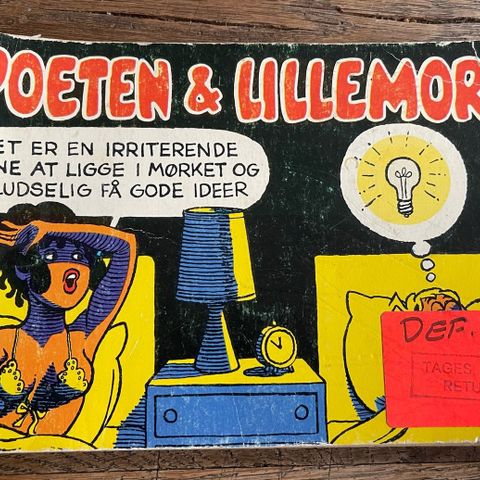 POETEN & LILLEMOR
ET ER EN IRRITERENDE
NE AT LIGGE I MØRKET OG
LUDSELIG FÅ GODE IDEER
DEF.
TAGES,
RETU